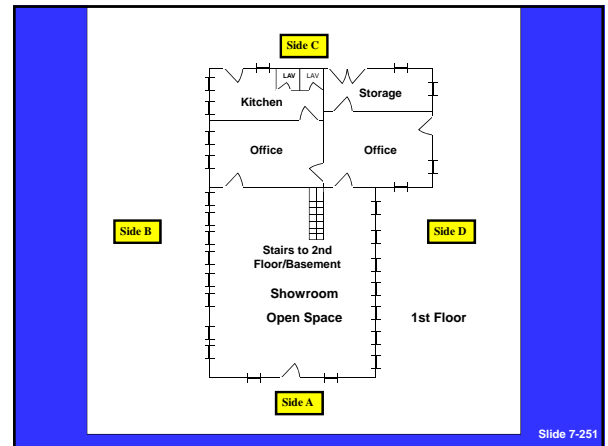 Side C
LAV LAV
Storage
Kitchen
Office
Office
Side B
Side D
Stairs to 2nd
Floor/Basement
Showroom
Open Space
1st Floor
Side A
Slide 7-251